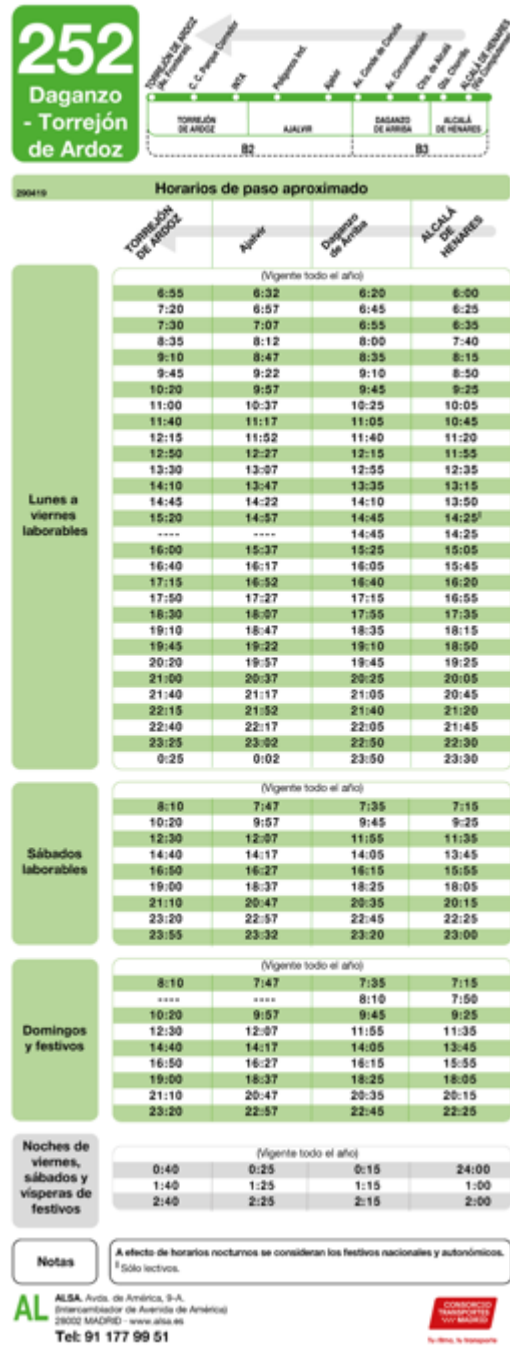 252
Daganzo
- Torrejón
de Ardoz
TORREJÓN DE ARDOZ
(Av. Fronteras)
C. C. Parque Corredor
INTA
Polígonos Ind.
Ajalvir
Av. Conde de Coruña
Av. Circunvalación
Ctra. de Alcalá
Gta. Chorrillo
ALCALÁ DE HENARES
(Vía Complutense)
TORREJÓN DE ARDOZ AJALVIR DAGANZO DE ARRIBA ALCALÁ DE HENARES
B2 B3
290419 Horarios de paso aproximado
TORREJÓN DE ARDOZ Ajalvir Daganzo de Arriba ALCALÁ DE HENARES
Lunes a viernes laborables
(Vigente todo el año)
6:55 6:32 6:20 6:00
7:20 6:57 6:45 6:25
7:30 7:07 6:55 6:35
8:35 8:12 8:00 7:40
9:10 8:47 8:35 8:15
9:45 9:22 9:10 8:50
10:20 9:57 9:45 9:25
11:00 10:37 10:25 10:05
11:40 11:17 11:05 10:45
12:15 11:52 11:40 11:20
12:50 12:27 12:15 11:55
13:30 13:07 12:55 12:35
14:10 13:47 13:35 13:15
14:45 14:22 14:10 13:50
15:20 14:57 14:45 14:25
---- ---- 14:45 14:25
16:00 15:37 15:25 15:05
16:40 16:17 16:05 15:45
17:15 16:52 16:40 16:20
17:50 17:27 17:15 16:55
18:30 18:07 17:55 17:35
19:10 18:47 18:35 18:15
19:45 19:22 19:10 18:50
20:20 19:57 19:45 19:25
21:00 20:37 20:25 20:05
21:40 21:17 21:05 20:45
22:15 21:52 21:40 21:20
22:40 22:17 22:05 21:45
23:25 23:02 22:50 22:30
0:25 0:02 23:50 23:30
Sábados laborables
(Vigente todo el año)
8:10 7:47 7:35 7:15
10:20 9:57 9:45 9:25
12:30 12:07 11:55 11:35
14:40 14:17 14:05 13:45
16:50 16:27 16:15 15:55
19:00 18:37 18:25 18:05
21:10 20:47 20:35 20:15
23:20 22:57 22:45 22:25
23:55 23:32 23:20 23:00
Domingos y festivos
(Vigente todo el año)
8:10 7:47 7:35 7:15
---- ---- 8:10 7:50
10:20 9:57 9:45 9:25
12:30 12:07 11:55 11:35
14:40 14:17 14:05 13:45
16:50 16:27 16:15 15:55
19:00 18:37 18:25 18:05
21:10 20:47 20:35 20:15
23:20 22:57 22:45 22:25
Noches de viernes, sábados y vísperas de festivos
(Vigente todo el año)
0:40 0:25 0:15 24:00
1:40 1:25 1:15 1:00
2:40 2:25 2:15 2:00
Notas
A efecto de horarios nocturnos se consideran los festivos nacionales y autonómicos.
Sólo lectivos.
AL
ALSA. Avda. de América, 9-A.
(Intercambiador de Avenida de América)
28002 MADRID - www.alsa.es
Tel: 91 177 99 51
CONSORCIO
TRANSPORTES
MADRID
Tu ritmo, tu transporte